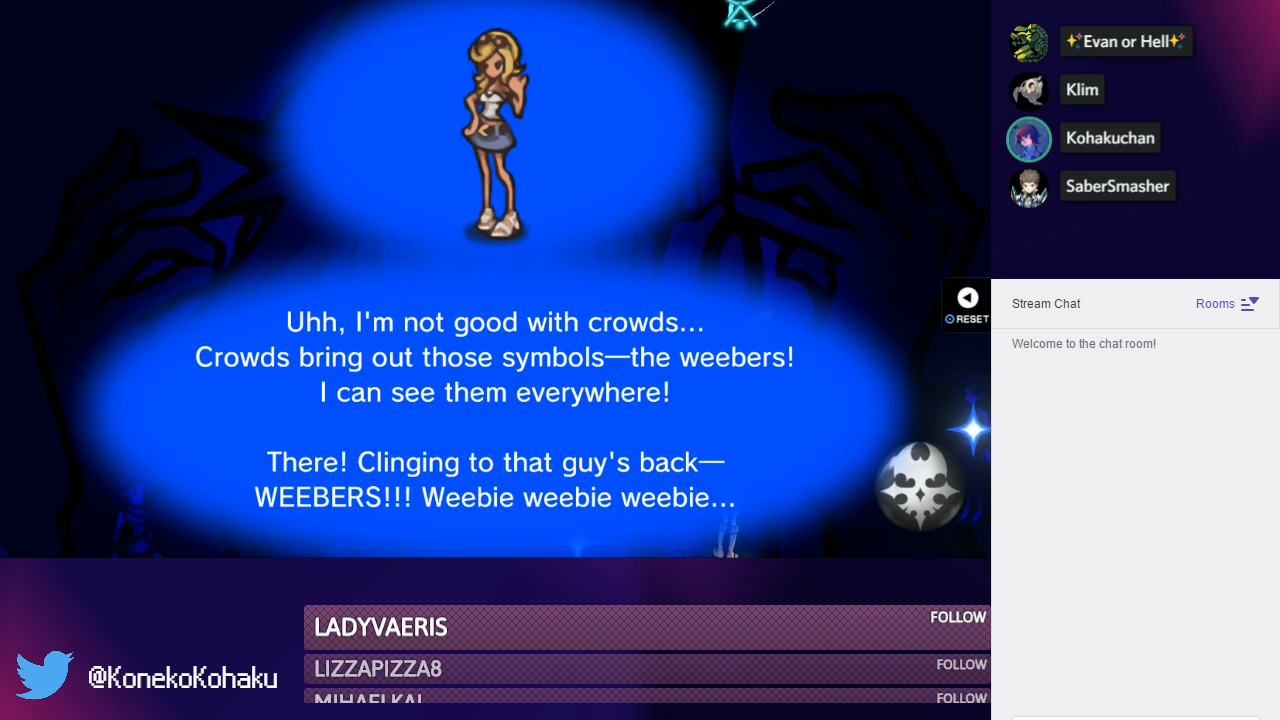 ✨Evan or Hell✨
Klim
Kohakuchan
SaberSmasher
Uhh, I'm not good with crowds...
Crowds bring out those symbols—the weebers!
I can see them everywhere!
There! Clinging to that guy's back—
WEEBERS!!! Weebie weebie weebie...
RESET
Stream Chat
Rooms
Welcome to the chat room!
@KonekoKohaku
LADYVAERIS FOLLOW
LIZZAPIZZA8 FOLLOW
FOLLOW